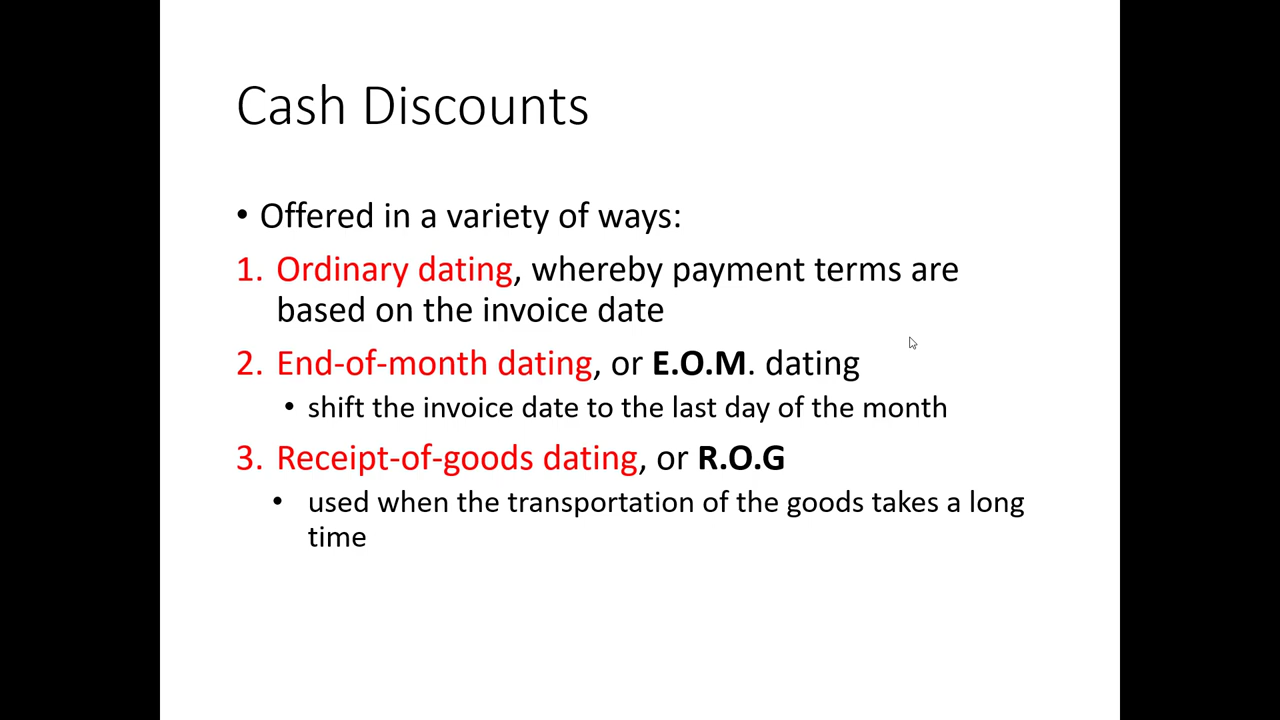 Cash Discounts
• Offered in a variety of ways:
1. Ordinary dating, whereby payment terms are
based on the invoice date
2. End-of-month dating, or E.O.M. dating
• shift the invoice date to the last day of the month
3. Receipt-of-goods dating, or R.O.G
• used when the transportation of the goods takes a long
time